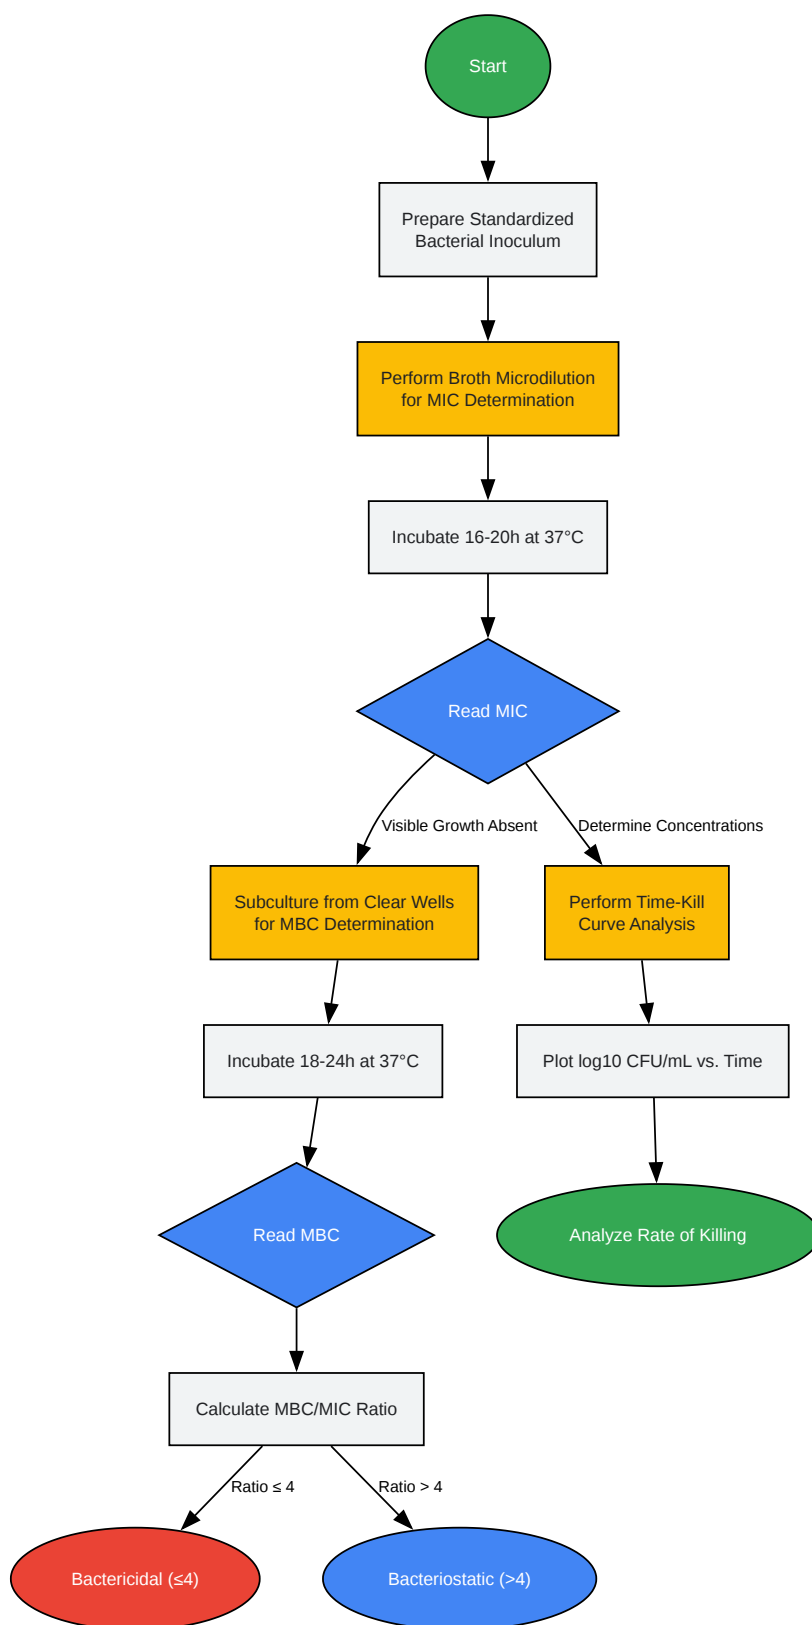 Start
Prepare Standardized
Bacterial Inoculum
Perform Broth Microdilution
for MIC Determination
Incubate 16-20h at 37°C
Read MIC
Visible Growth Absent
Determine Concentrations
Subculture from Clear Wells
for MBC Determination
Perform Time-Kill
Curve Analysis
Incubate 18-24h at 37°C
Plot log10 CFU/mL vs. Time
Read MBC
Analyze Rate of Killing
Calculate MBC/MIC Ratio
Ratio ≤ 4
Ratio > 4
Bactericidal (≤4)
Bacteriostatic (>4)